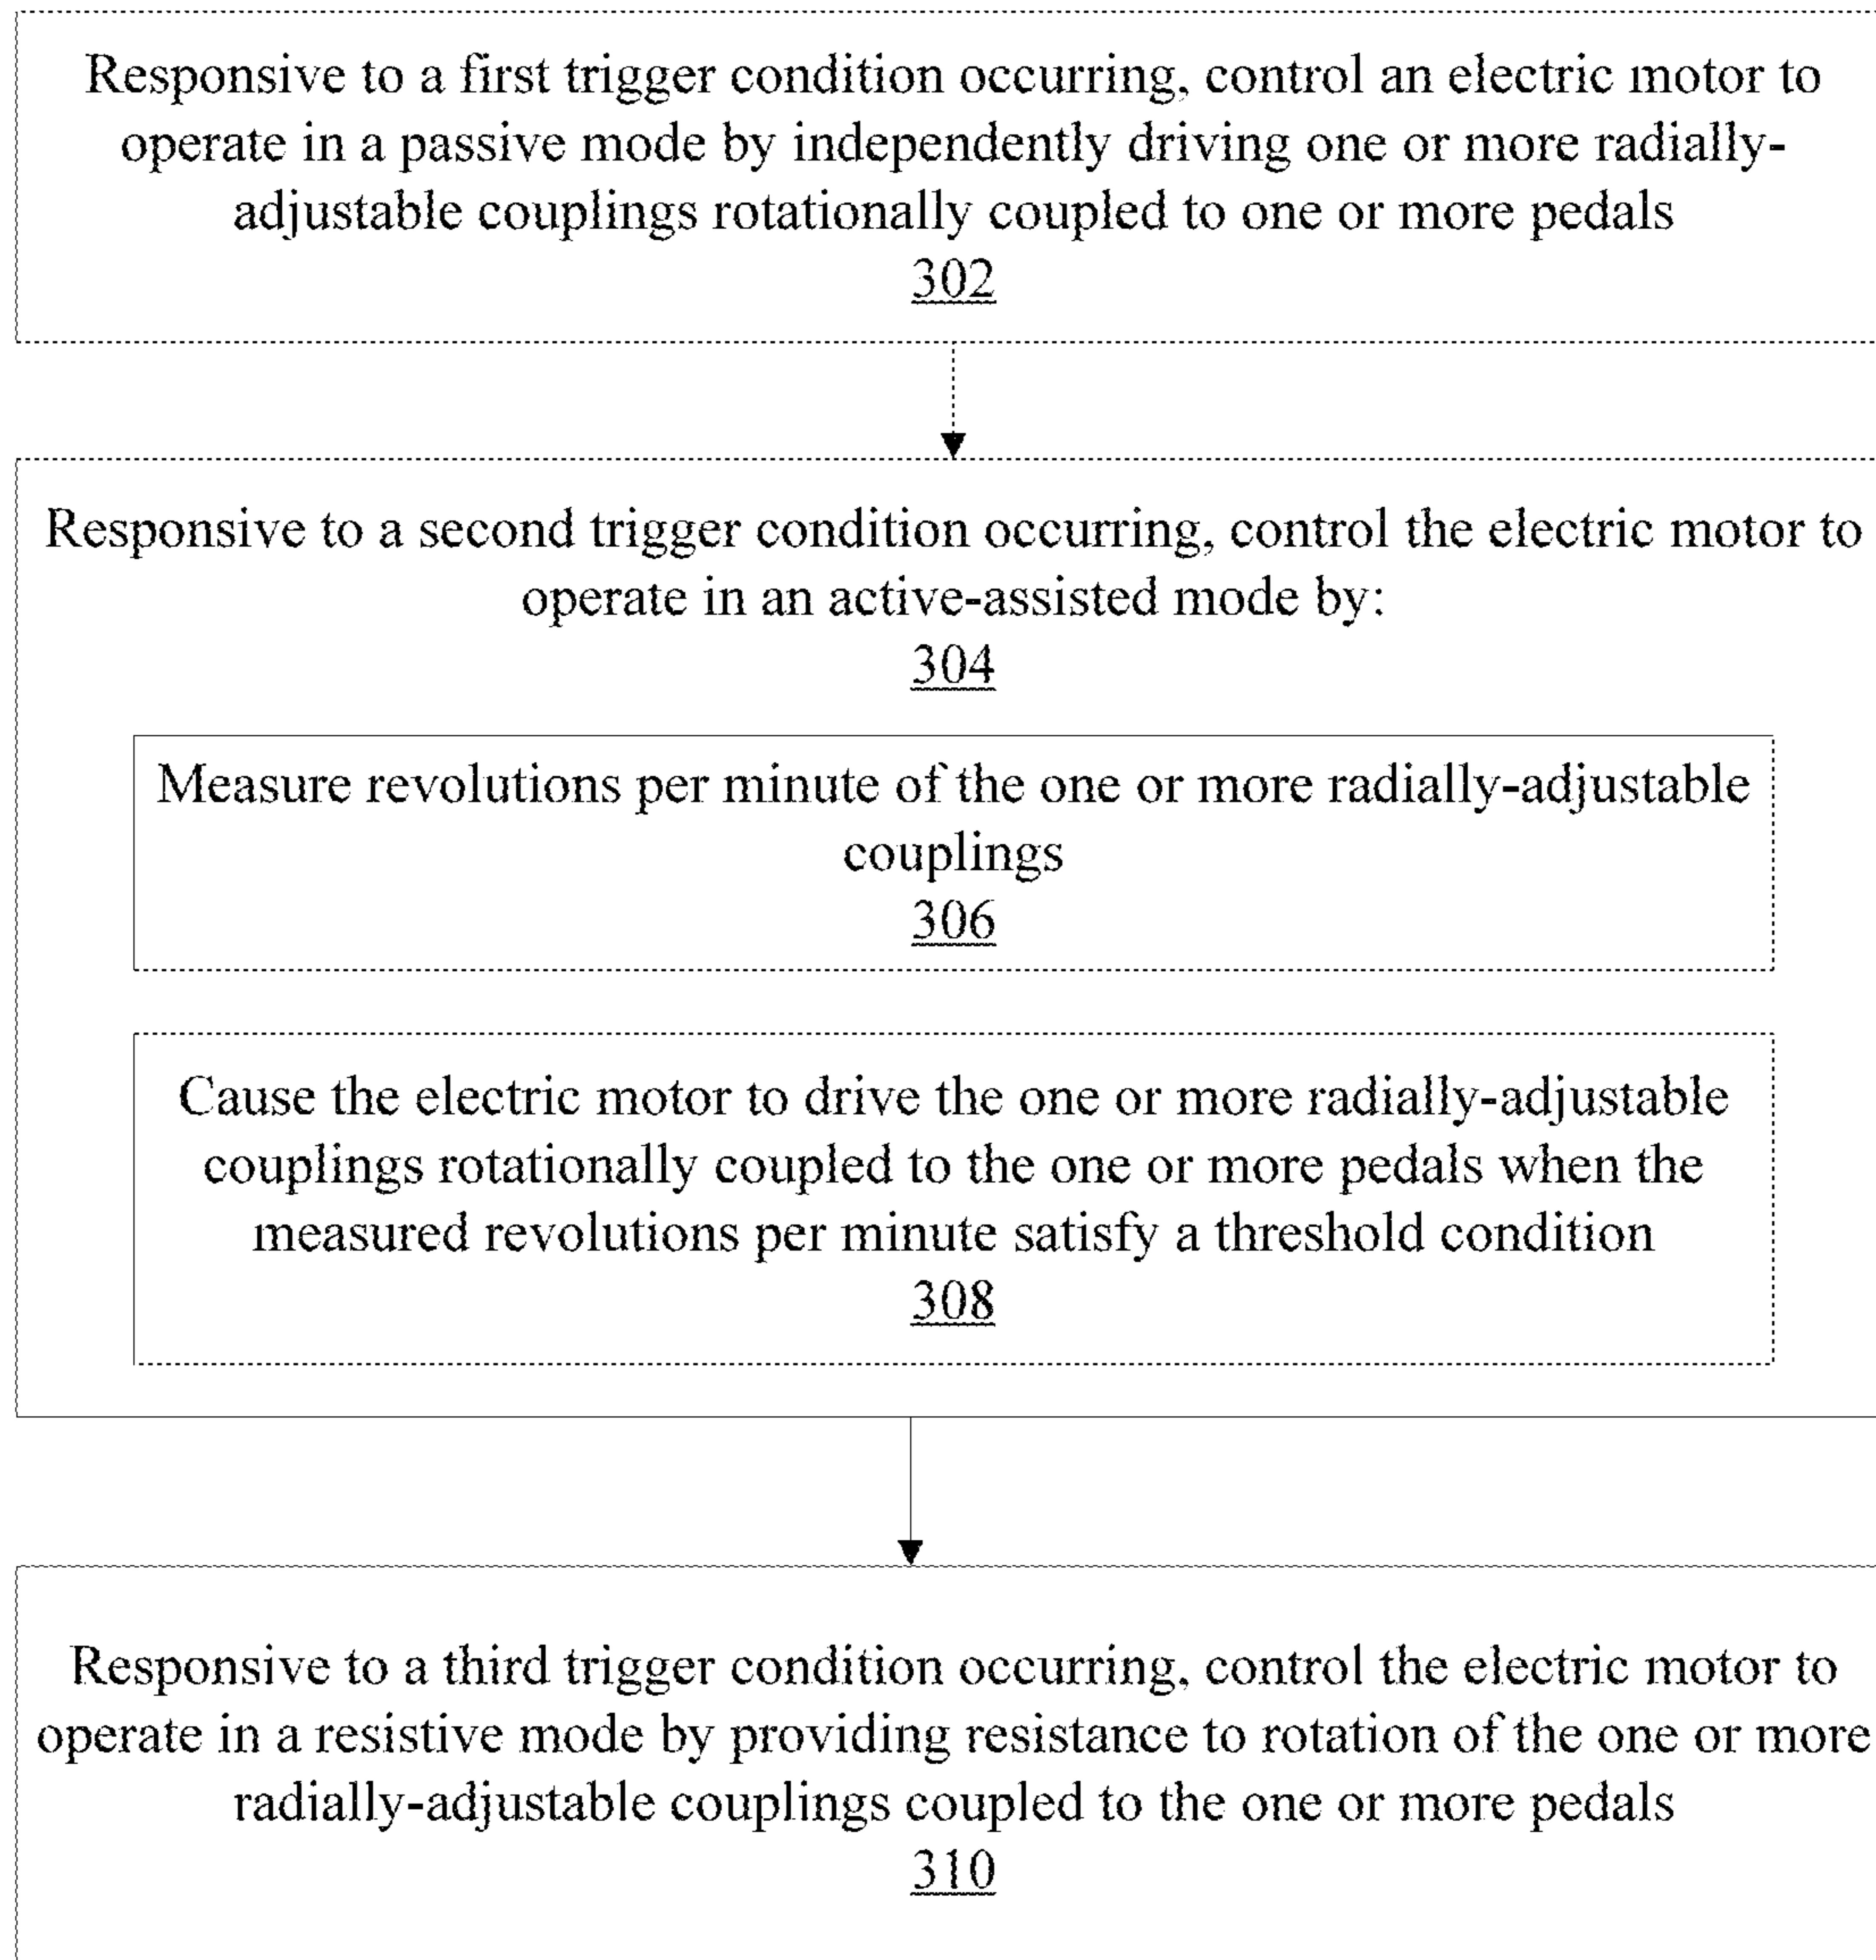 Responsive to a first trigger condition occurring, control an electric motor to
operate in a passive mode by independently driving one or more radially-
adjustable couplings rotationally coupled to one or more pedals
302
Responsive to a second trigger condition occurring, control the electric motor to
operate in an active-assisted mode by:
304
Measure revolutions per minute of the one or more radially-adjustable
couplings
306
Cause the electric motor to drive the one or more radially-adjustable
couplings rotationally coupled to the one or more pedals when the
measured revolutions per minute satisfy a threshold condition
308
Responsive to a third trigger condition occurring, control the electric motor to
operate in a resistive mode by providing resistance to rotation of the one or more
radially-adjustable couplings coupled to the one or more pedals
310